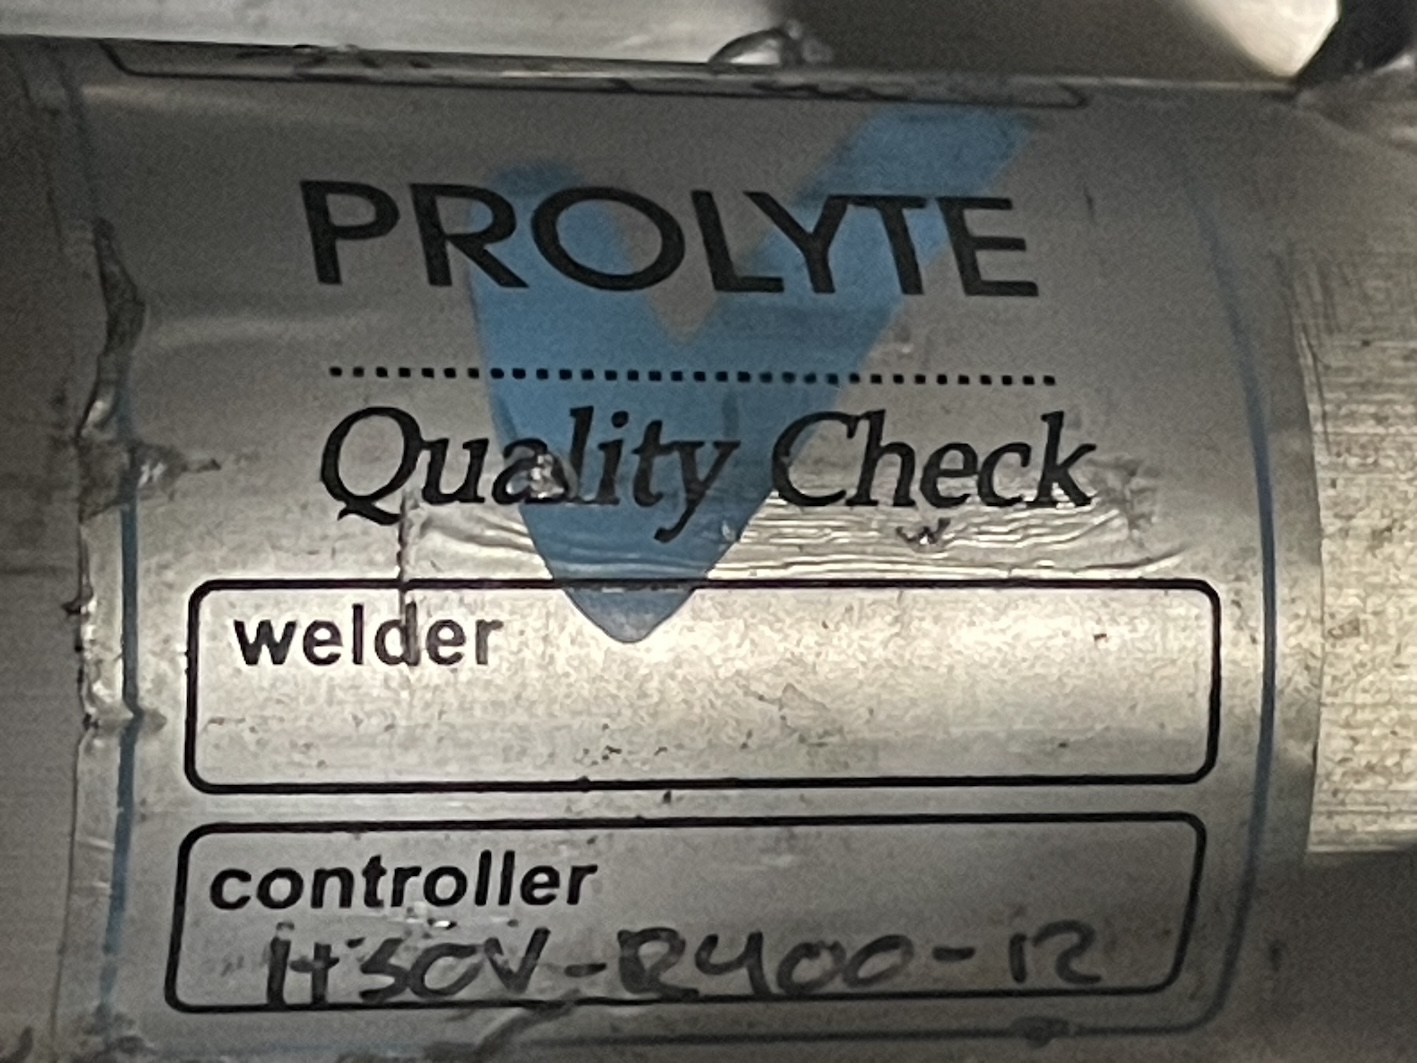 PROLYTE
Quality Check
welder
controller
H30V-R400-12